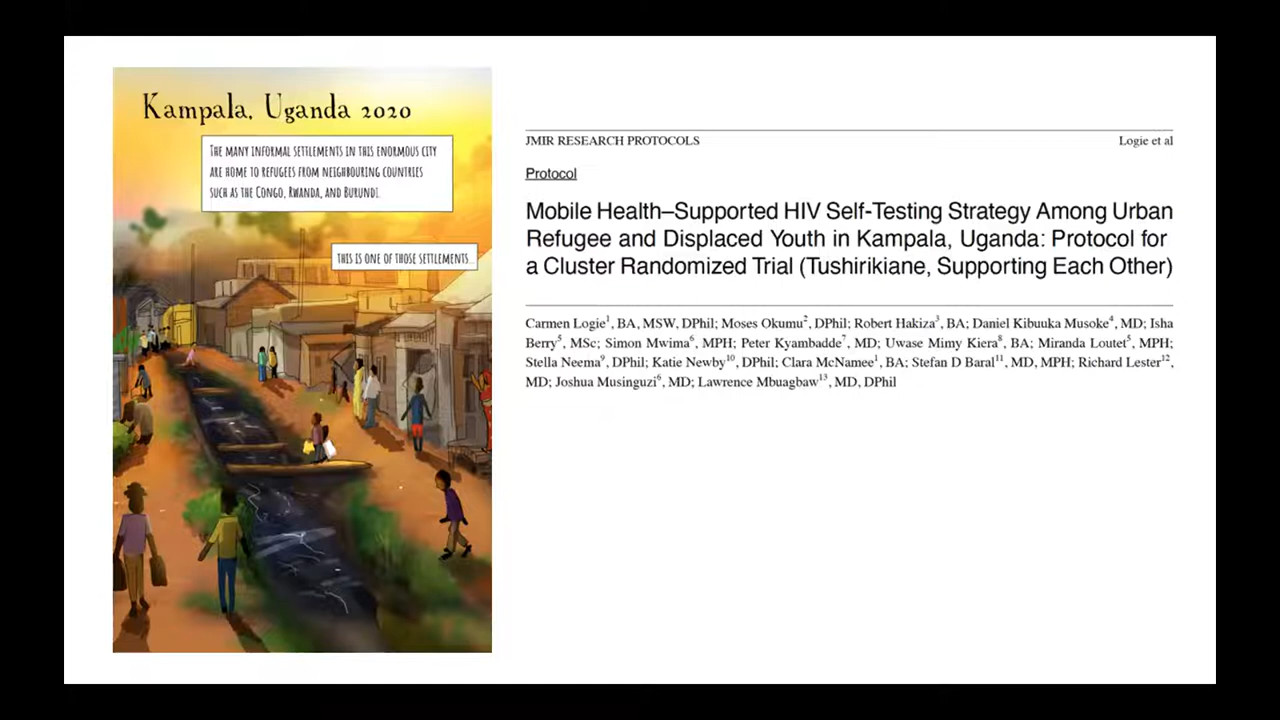 Kampala, Uganda 2020
The many informal settlements in this enormous city
are home to refugees from neighbouring countries
such as the Congo, Rwanda, and Burundi.
This is one of those settlements...
JMIR RESEARCH PROTOCOLS Logie et al
Protocol
Mobile Health–Supported HIV Self-Testing Strategy Among Urban
Refugee and Displaced Youth in Kampala, Uganda: Protocol for
a Cluster Randomized Trial (Tushirikiane, Supporting Each Other)
Carmen Logie1, BA, MSW, DPhil; Moses Okumu2, DPhil; Robert Hakiza3, BA; Daniel Kibuuka Musoke4, MD; Isha
Berry5, MSc; Simon Mwima6, MPH; Peter Kyambadde7, MD; Uwase Mimy Kiera8, BA; Miranda Loutet5, MPH;
Stella Neema9, DPhil; Katie Newby10, DPhil; Clara McNamee1, BA; Stefan D Baral11, MD, MPH; Richard Lester12,
MD; Joshua Musinguzi6, MD; Lawrence Mbuagbaw13, MD, DPhil